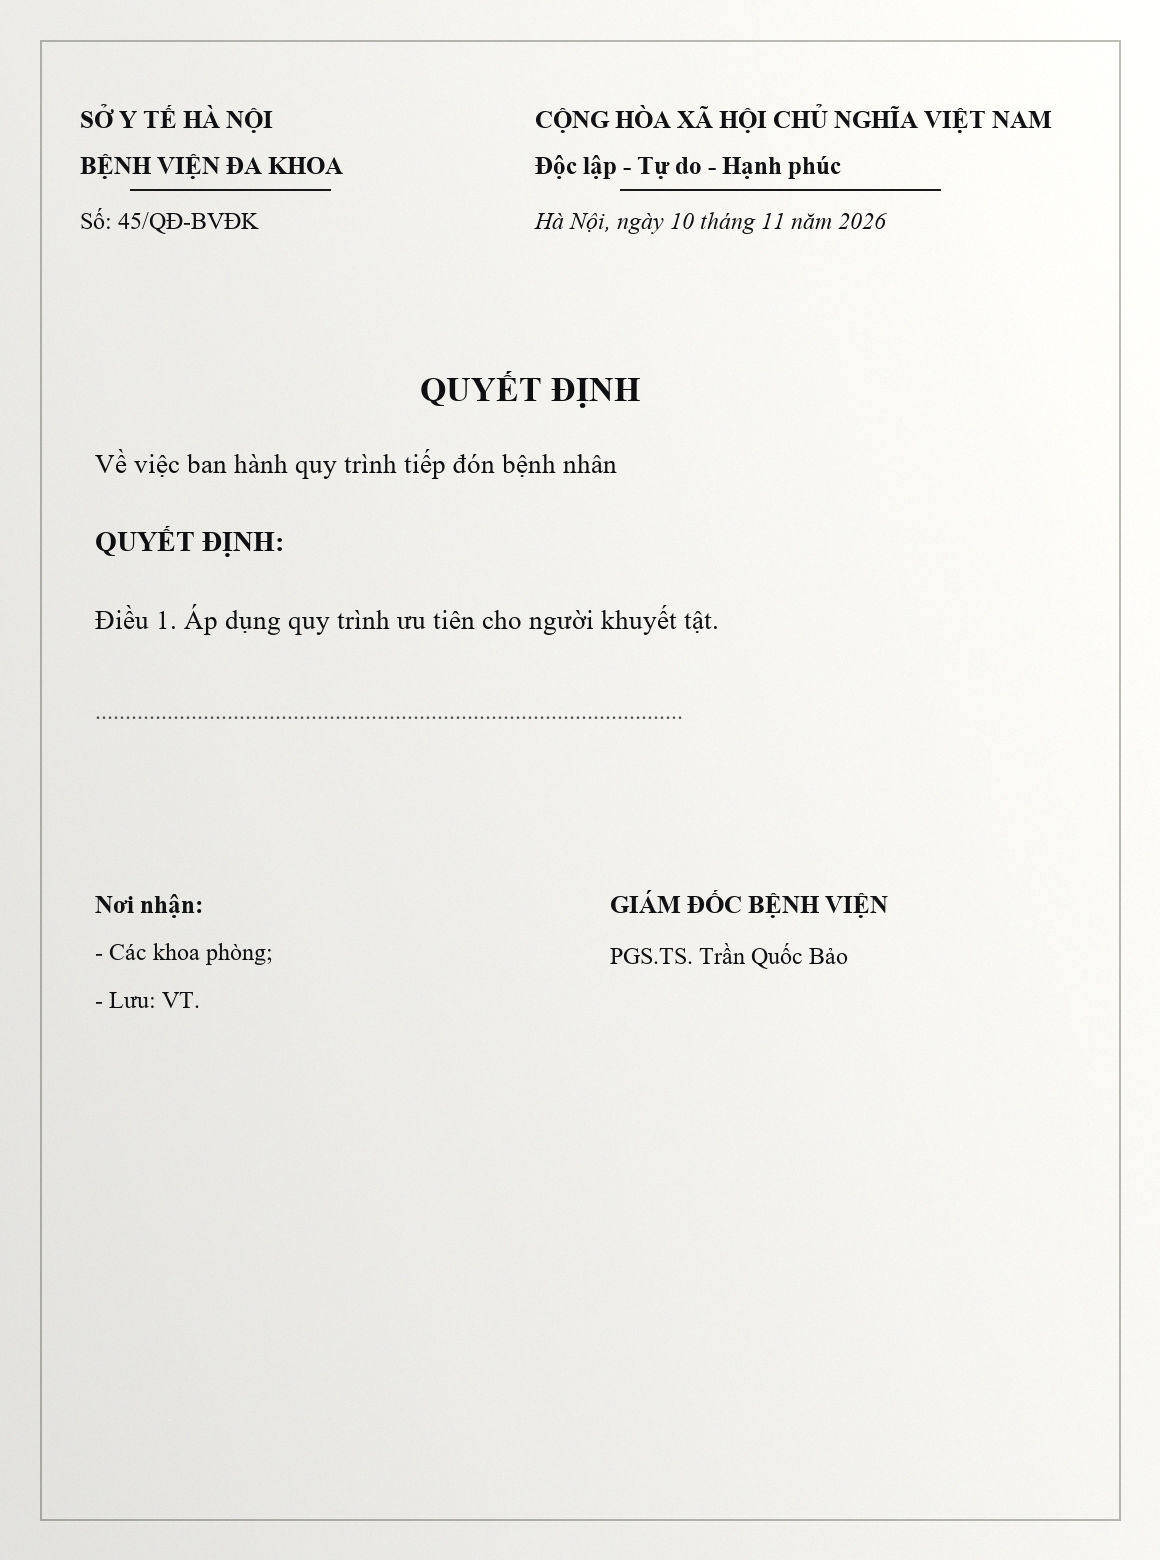 SỞ Y TẾ HÀ NỘI
BỆNH VIỆN ĐA KHOA
Số: 45/QĐ-BVĐK
CỘNG HÒA XÃ HỘI CHỦ NGHĨA VIỆT NAM
Độc lập - Tự do - Hạnh phúc
Hà Nội, ngày 10 tháng 11 năm 2026
QUYẾT ĐỊNH
Về việc ban hành quy trình tiếp đón bệnh nhân
QUYẾT ĐỊNH:
Điều 1. Áp dụng quy trình ưu tiên cho người khuyết tật.
..................................................................................................
Nơi nhận:
- Các khoa phòng;
- Lưu: VT.
GIÁM ĐỐC BỆNH VIỆN
PGS.TS. Trần Quốc Bảo